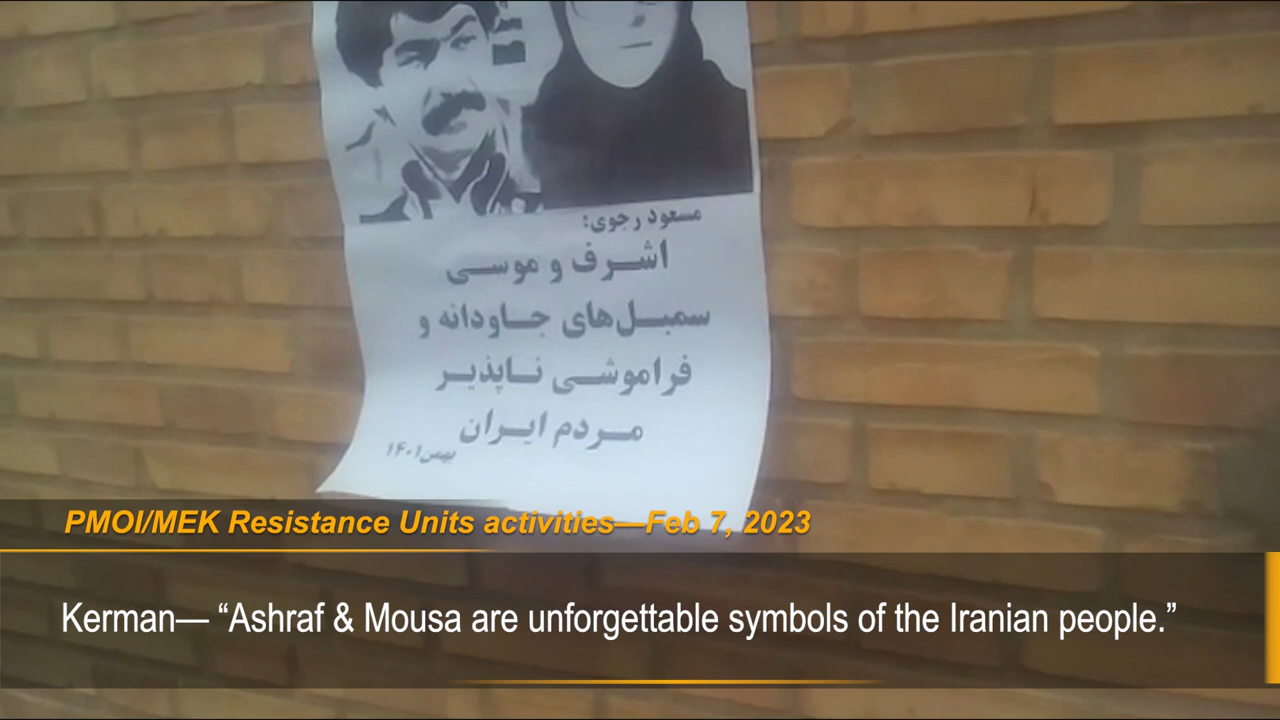 مسعود رجوی:
اشرف و موسی
سمبل‌های جاودانه و
فراموشی ناپذیر
مردم ایران
بهمن ۱۴۰۱
PMOI/MEK Resistance Units activities—Feb 7, 2023
Kerman— “Ashraf & Mousa are unforgettable symbols of the Iranian people.”